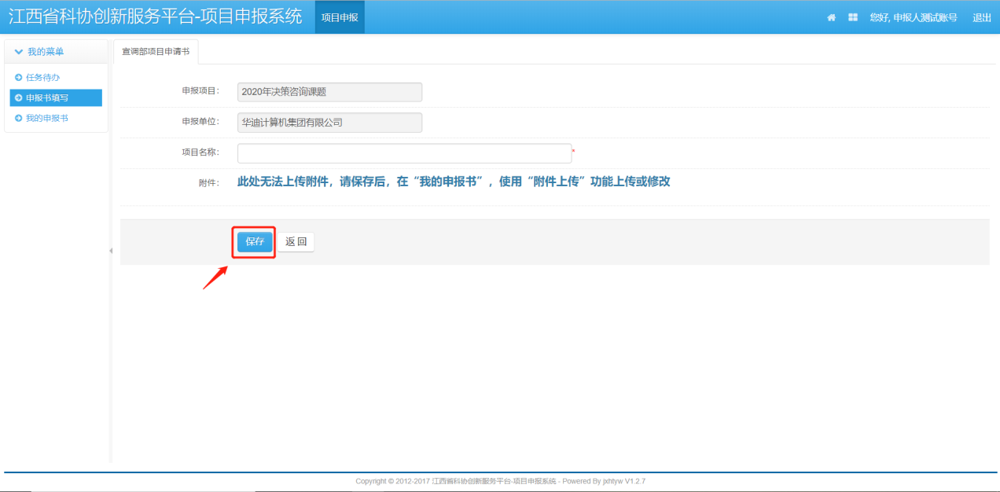 江西省科协创新服务平台-项目申报系统 项目申报 您好, 申报人测试账号 退出
我的菜单
任务待办
申报书填写
我的申报书
宣调部项目申请书
申报项目： 2020年决策咨询课题
申报单位： 华迪计算机集团有限公司
项目名称： *
附件： 此处无法上传附件，请保存后，在“我的申报书”，使用“附件上传”功能上传或修改
保存 返 回
Copyright © 2012-2017 江西省科协创新服务平台-项目申报系统 - Powered By jxhtyw V1.2.7